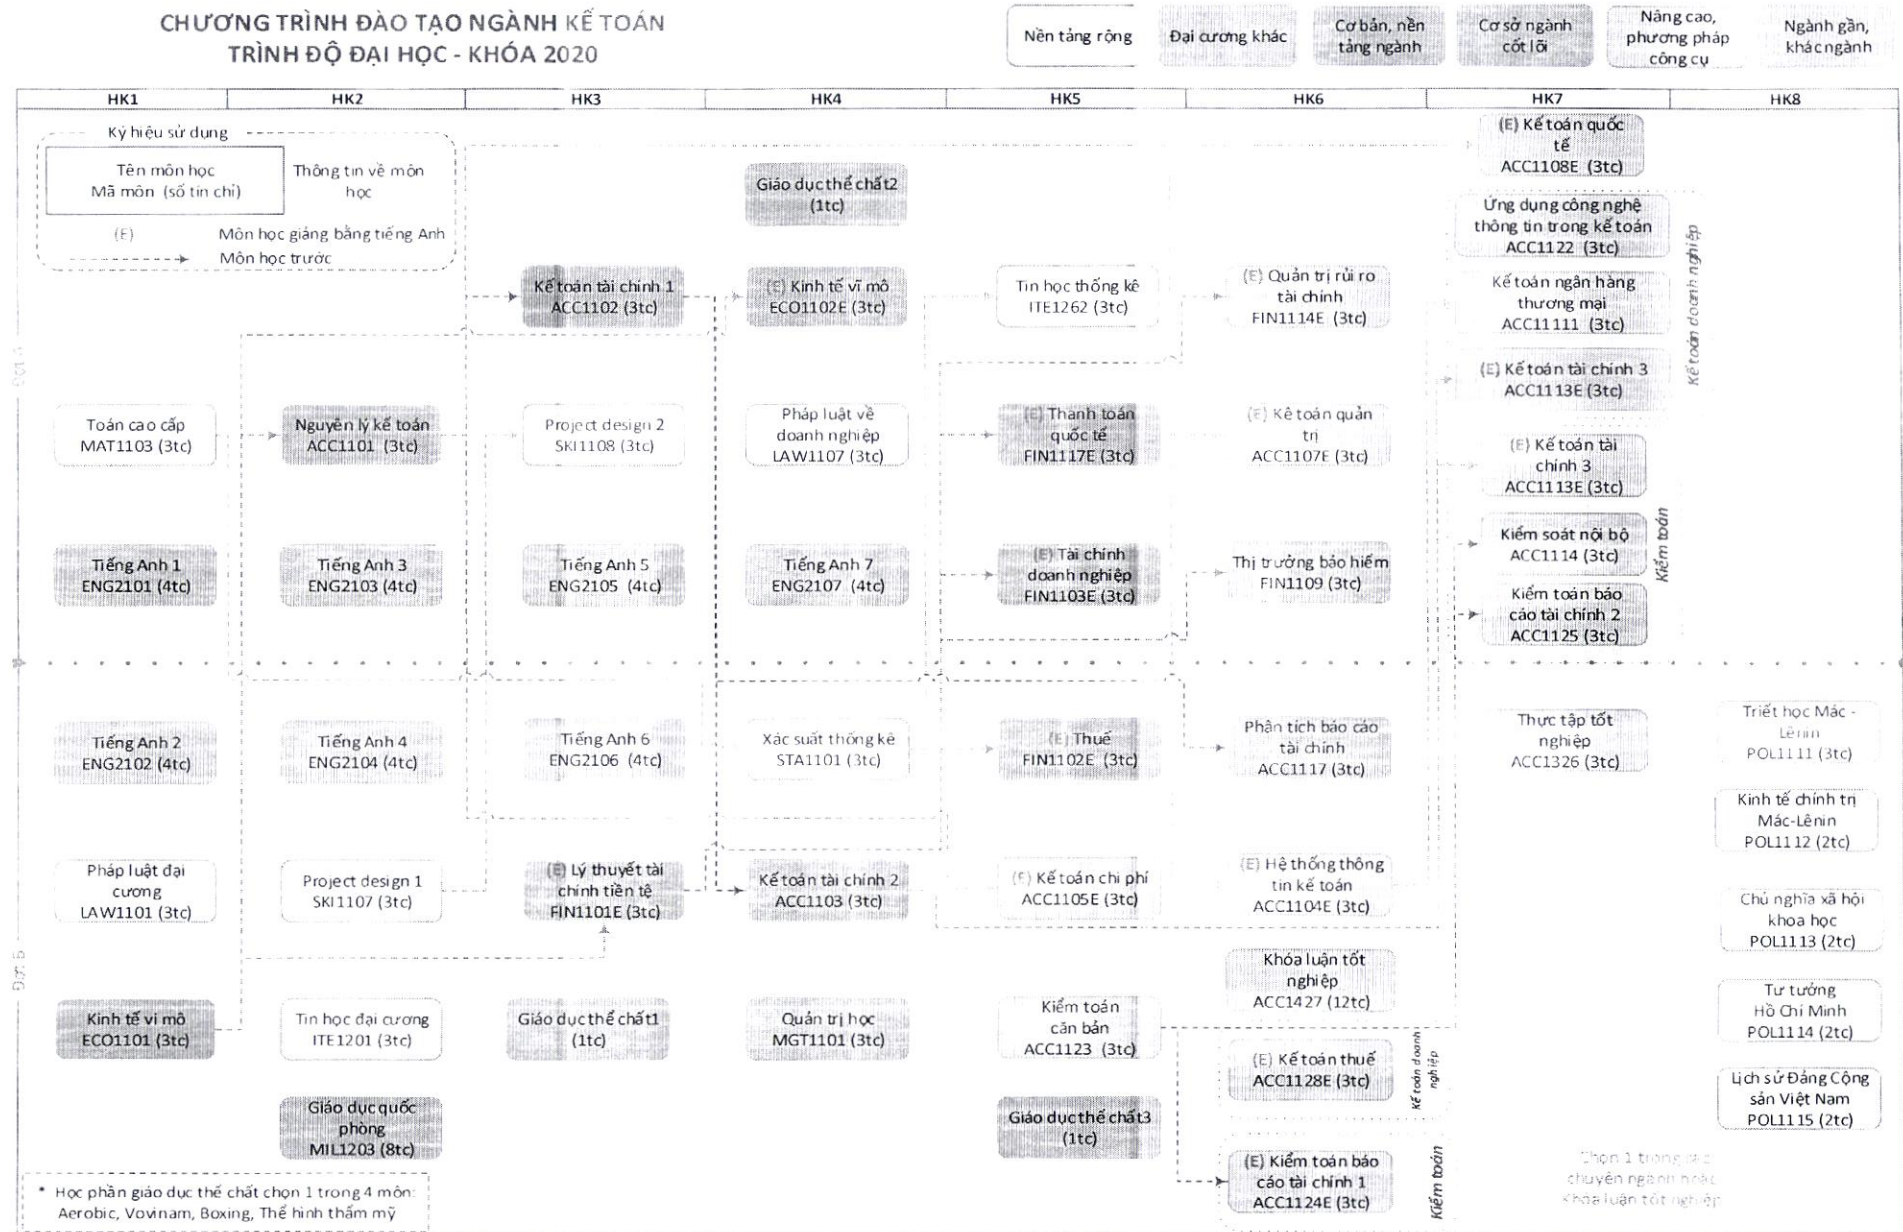 CHƯƠNG TRÌNH ĐÀO TẠO NGÀNH KẾ TOÁN
TRÌNH ĐỘ ĐẠI HỌC - KHÓA 2020
Nền tảng rộng
Đại cương khác
Cơ bản, nền
tảng ngành
Cơ sở ngành
cốt lõi
Nâng cao,
phương pháp
công cụ
Ngành gần,
khác ngành
HK1
HK2
HK3
HK4
HK5
HK6
HK7
HK8
Ký hiệu sử dụng
Tên môn học
Mã môn (số tín chỉ)
Thông tin về môn
học
(E)
Môn học giảng bằng tiếng Anh
Môn học trước
Toán cao cấp
MAT1103 (3tc)
Tiếng Anh 1
ENG2101 (4tc)
Tiếng Anh 2
ENG2102 (4tc)
Pháp luật đại
cương
LAW1101 (3tc)
Kinh tế vi mô
ECO1101 (3tc)
Nguyên lý kế toán
ACC1101 (3tc)
Tiếng Anh 3
ENG2103 (4tc)
Tiếng Anh 4
ENG2104 (4tc)
Project design 1
SKI1107 (3tc)
Tin học đại cương
ITE1201 (3tc)
Giáo dục quốc
phòng
MIL1203 (8tc)
Kế toán tài chính 1
ACC1102 (3tc)
Project design 2
SKI1108 (3tc)
Tiếng Anh 5
ENG2105 (4tc)
Tiếng Anh 6
ENG2106 (4tc)
(E) Lý thuyết tài
chính tiền tệ
FIN1101E (3tc)
Giáo dục thể chất1
(1tc)
Giáo dục thể chất2
(1tc)
(E) Kinh tế vĩ mô
ECO1102E (3tc)
Pháp luật về
doanh nghiệp
LAW1107 (3tc)
Tiếng Anh 7
ENG2107 (4tc)
Xác suất thống kê
STA1101 (3tc)
Kế toán tài chính 2
ACC1103 (3tc)
Quản trị học
MGT1101 (3tc)
Tin học thống kê
ITE1262 (3tc)
(E) Thanh toán
quốc tế
FIN1117E (3tc)
(E) Tài chính
doanh nghiệp
FIN1103E (3tc)
(E) Thuế
FIN1102E (3tc)
(E) Kế toán chi phí
ACC1105E (3tc)
Kiểm toán
căn bản
ACC1123 (3tc)
Giáo dục thể chất3
(1tc)
(E) Quản trị rủi ro
tài chính
FIN1114E (3tc)
(E) Kế toán quản
trị
ACC1107E (3tc)
Thị trường bảo hiểm
FIN1109 (3tc)
Phân tích báo cáo
tài chính
ACC1117 (3tc)
(E) Hệ thống thông
tin kế toán
ACC1104E (3tc)
Khóa luận tốt
nghiệp
ACC1427 (12tc)
(E) Kế toán thuế
ACC1128E (3tc)
Kế toán doanh
nghiệp
(E) Kiểm toán báo
cáo tài chính 1
ACC1124E (3tc)
Kiểm toán
(E) Kế toán quốc
tế
ACC1108E (3tc)
Ứng dụng công nghệ
thông tin trong kế toán
ACC1122 (3tc)
Kế toán ngân hàng
thương mại
ACC11111 (3tc)
(E) Kế toán tài chính 3
ACC1113E (3tc)
Kế toán doanh nghiệp
(E) Kế toán tài
chính 3
ACC1113E (3tc)
Kiểm soát nội bộ
ACC1114 (3tc)
Kiểm toán báo
cáo tài chính 2
ACC1125 (3tc)
Kiểm toán
Thực tập tốt
nghiệp
ACC1326 (3tc)
Triết học Mác -
Lênin
POL1111 (3tc)
Kinh tế chính trị
Mác-Lênin
POL1112 (2tc)
Chủ nghĩa xã hội
khoa học
POL1113 (2tc)
Tư tưởng
Hồ Chí Minh
POL1114 (2tc)
Lịch sử Đảng Cộng
sản Việt Nam
POL1115 (2tc)
* Học phần giáo dục thể chất chọn 1 trong 4 môn:
Aerobic, Vovinam, Boxing, Thể hình thẩm mỹ
Chọn 1 trong các
chuyên ngành hoặc
Khóa luận tốt nghiệp